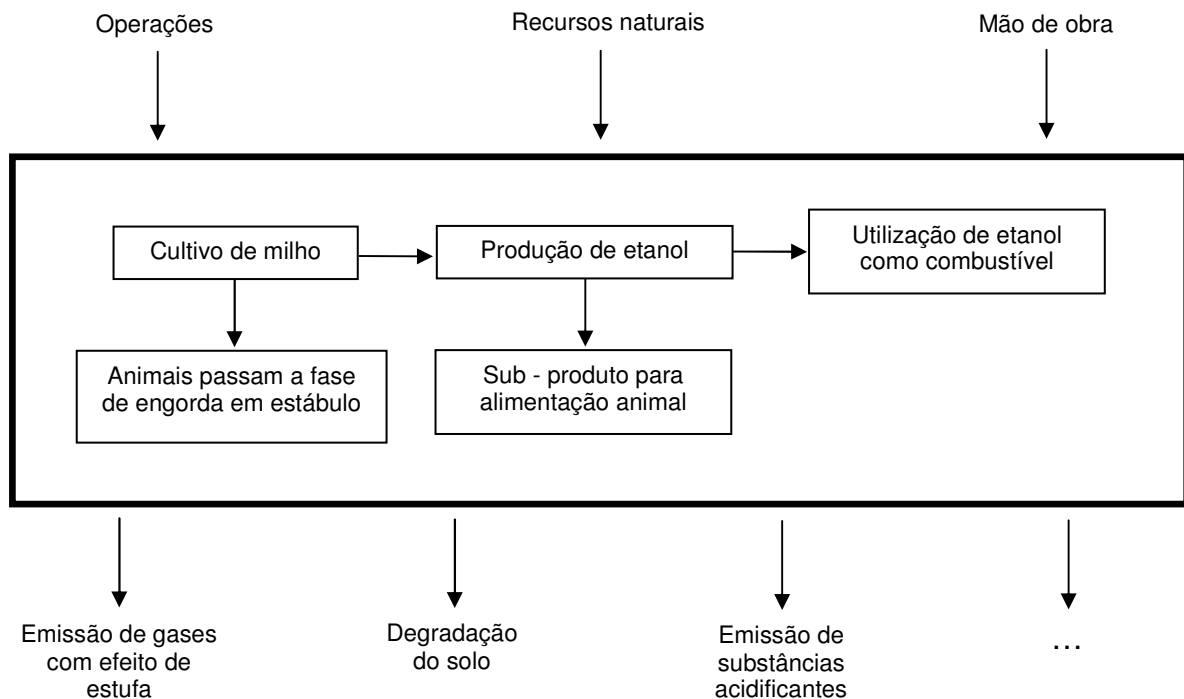 Operações
Recursos naturais
Mão de obra
Cultivo de milho
Produção de etanol
Utilização de etanol
como combustível
Animais passam a fase
de engorda em estábulo
Sub - produto para
alimentação animal
Emissão de gases
com efeito de
estufa
Degradação
do solo
Emissão de
substâncias
acidificantes
...